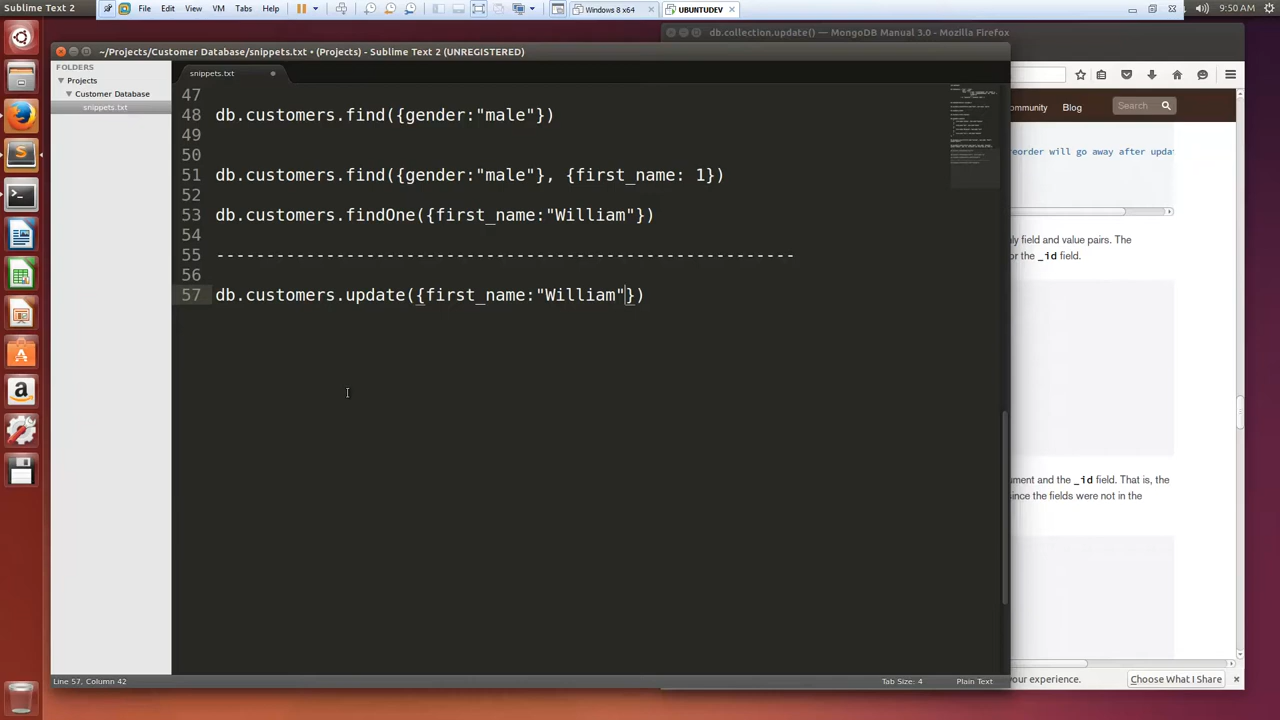 Sublime Text 2
File Edit View VM Tabs Help
Windows 8 x64
UBUNTUDEV
9:50 AM
db.collection.update() — MongoDB Manual 3.0 - Mozilla Firefox
~/Projects/Customer Database/snippets.txt • (Projects) - Sublime Text 2 (UNREGISTERED)
FOLDERS
Projects
Customer Database
snippets.txt
snippets.txt
47
48 db.customers.find({gender:"male"})
49
50
51 db.customers.find({gender:"male"}, {first_name: 1})
52
53 db.customers.findOne({first_name:"William"})
54
55 ----------------------------------------------------------
56
57 db.customers.update({first_name:"William"})
ommunity Blog Search
reorder will go away after updat
ly field and value pairs. The
or the _id field.
ument and the _id field. That is, the
since the fields were not in the
your experience. Choose What I Share
Line 57, Column 42
Tab Size: 4 Plain Text